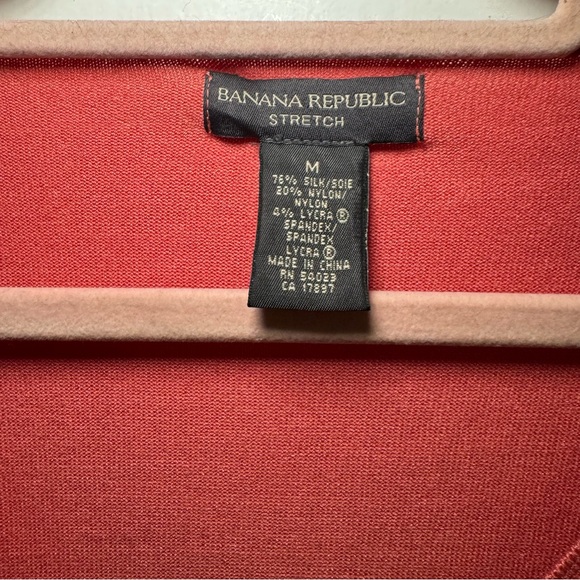 BANANA REPUBLIC
STRETCH
M
76% SILK/SOIE
20% NYLON/
NYLON
4% LYCRA®
SPANDEX/
SPANDEX
LYCRA®
MADE IN CHINA
RN 54023
CA 17897